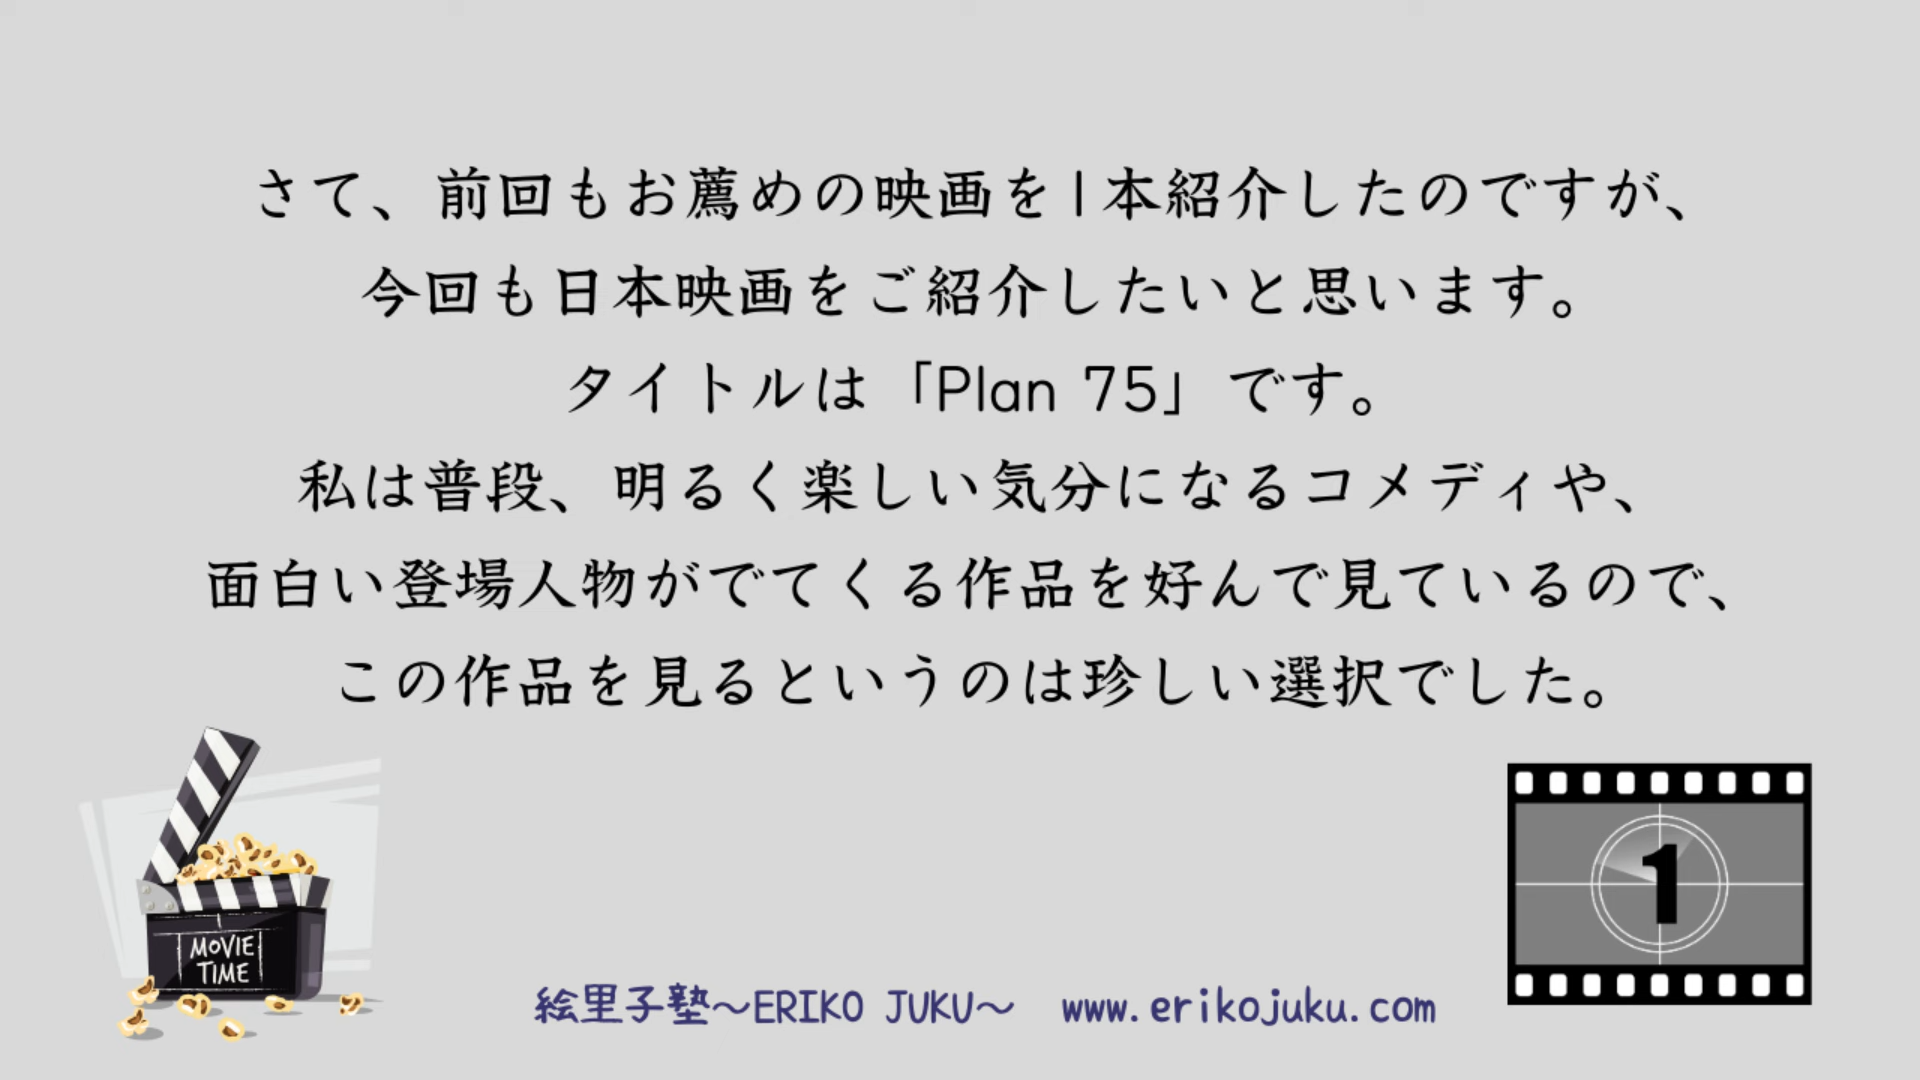 さて、前回もお薦めの映画を1本紹介したのですが、
今回も日本映画をご紹介したいと思います。
タイトルは「Plan 75」です。
私は普段、明るく楽しい気分になるコメディや、
面白い登場人物がでてくる作品を好んで見ているので、
この作品を見るというのは珍しい選択でした。
MOVIE
TIME
1
絵里子塾〜ERIKO JUKU〜 www.erikojuku.com